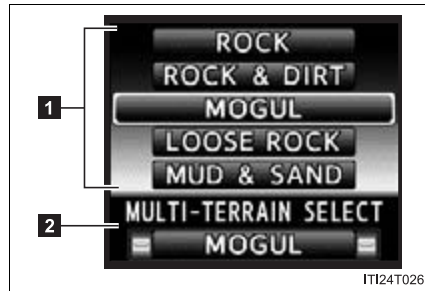 ROCK
ROCK & DIRT
1
MOGUL
LOOSE ROCK
MUD & SAND
MULTI-TERRAIN SELECT
2
MOGUL
ITI24T026